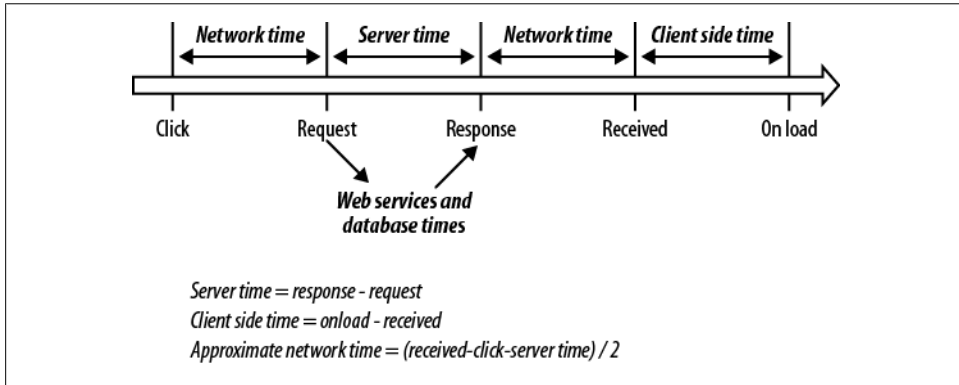 Network time Server time Network time Client side time
Click Request Response Received On load
Web services and
database times
Server time = response - request
Client side time = onload - received
Approximate network time = (received-click-server time) / 2